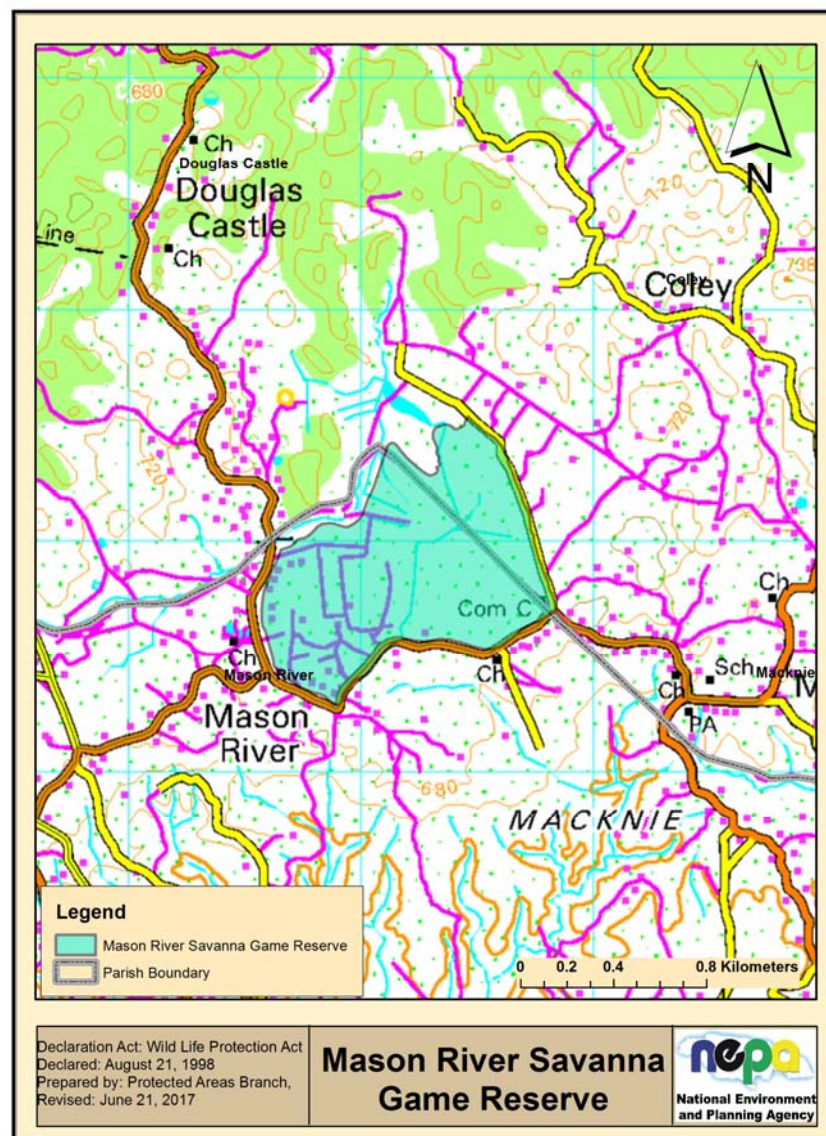 680
Ch
Douglas Castle
Douglas
Castle
Line
Ch
720
N
Coley
Coley
738
720
720
Com C
Ch
Ch
Mason River
Mason
River
Ch
Ch
Sch
Macknie
M
PA
680
MACKNIE
Legend
Mason River Savanna Game Reserve
Parish Boundary
0 0.2 0.4 0.8 Kilometers
Declaration Act: Wild Life Protection Act
Declared: August 21, 1998
Prepared by: Protected Areas Branch,
Revised: June 21, 2017
Mason River Savanna
Game Reserve
nepa
National Environment
and Planning Agency